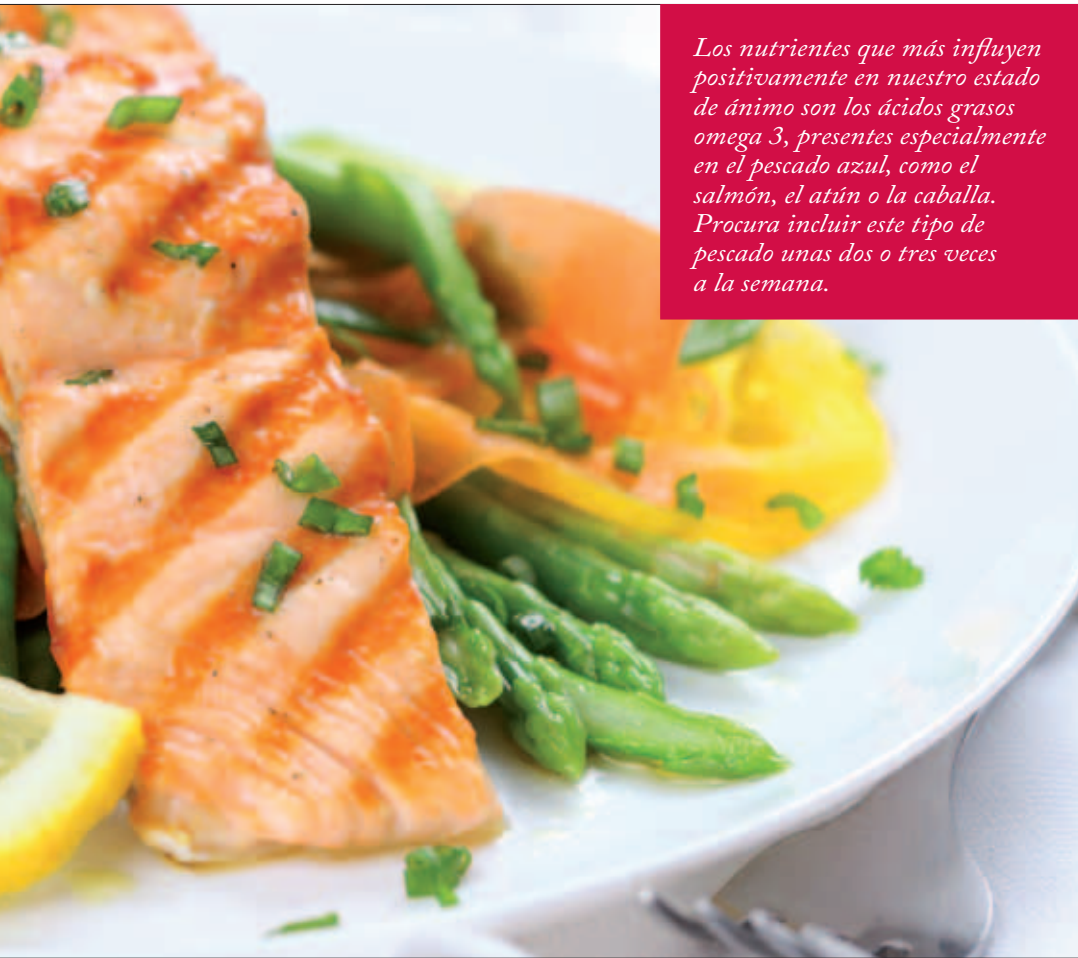 Los nutrientes que más influyen
positivamente en nuestro estado
de ánimo son los ácidos grasos
omega 3, presentes especialmente
en el pescado azul, como el
salmón, el atún o la caballa.
Procura incluir este tipo de
pescado unas dos o tres veces
a la semana.